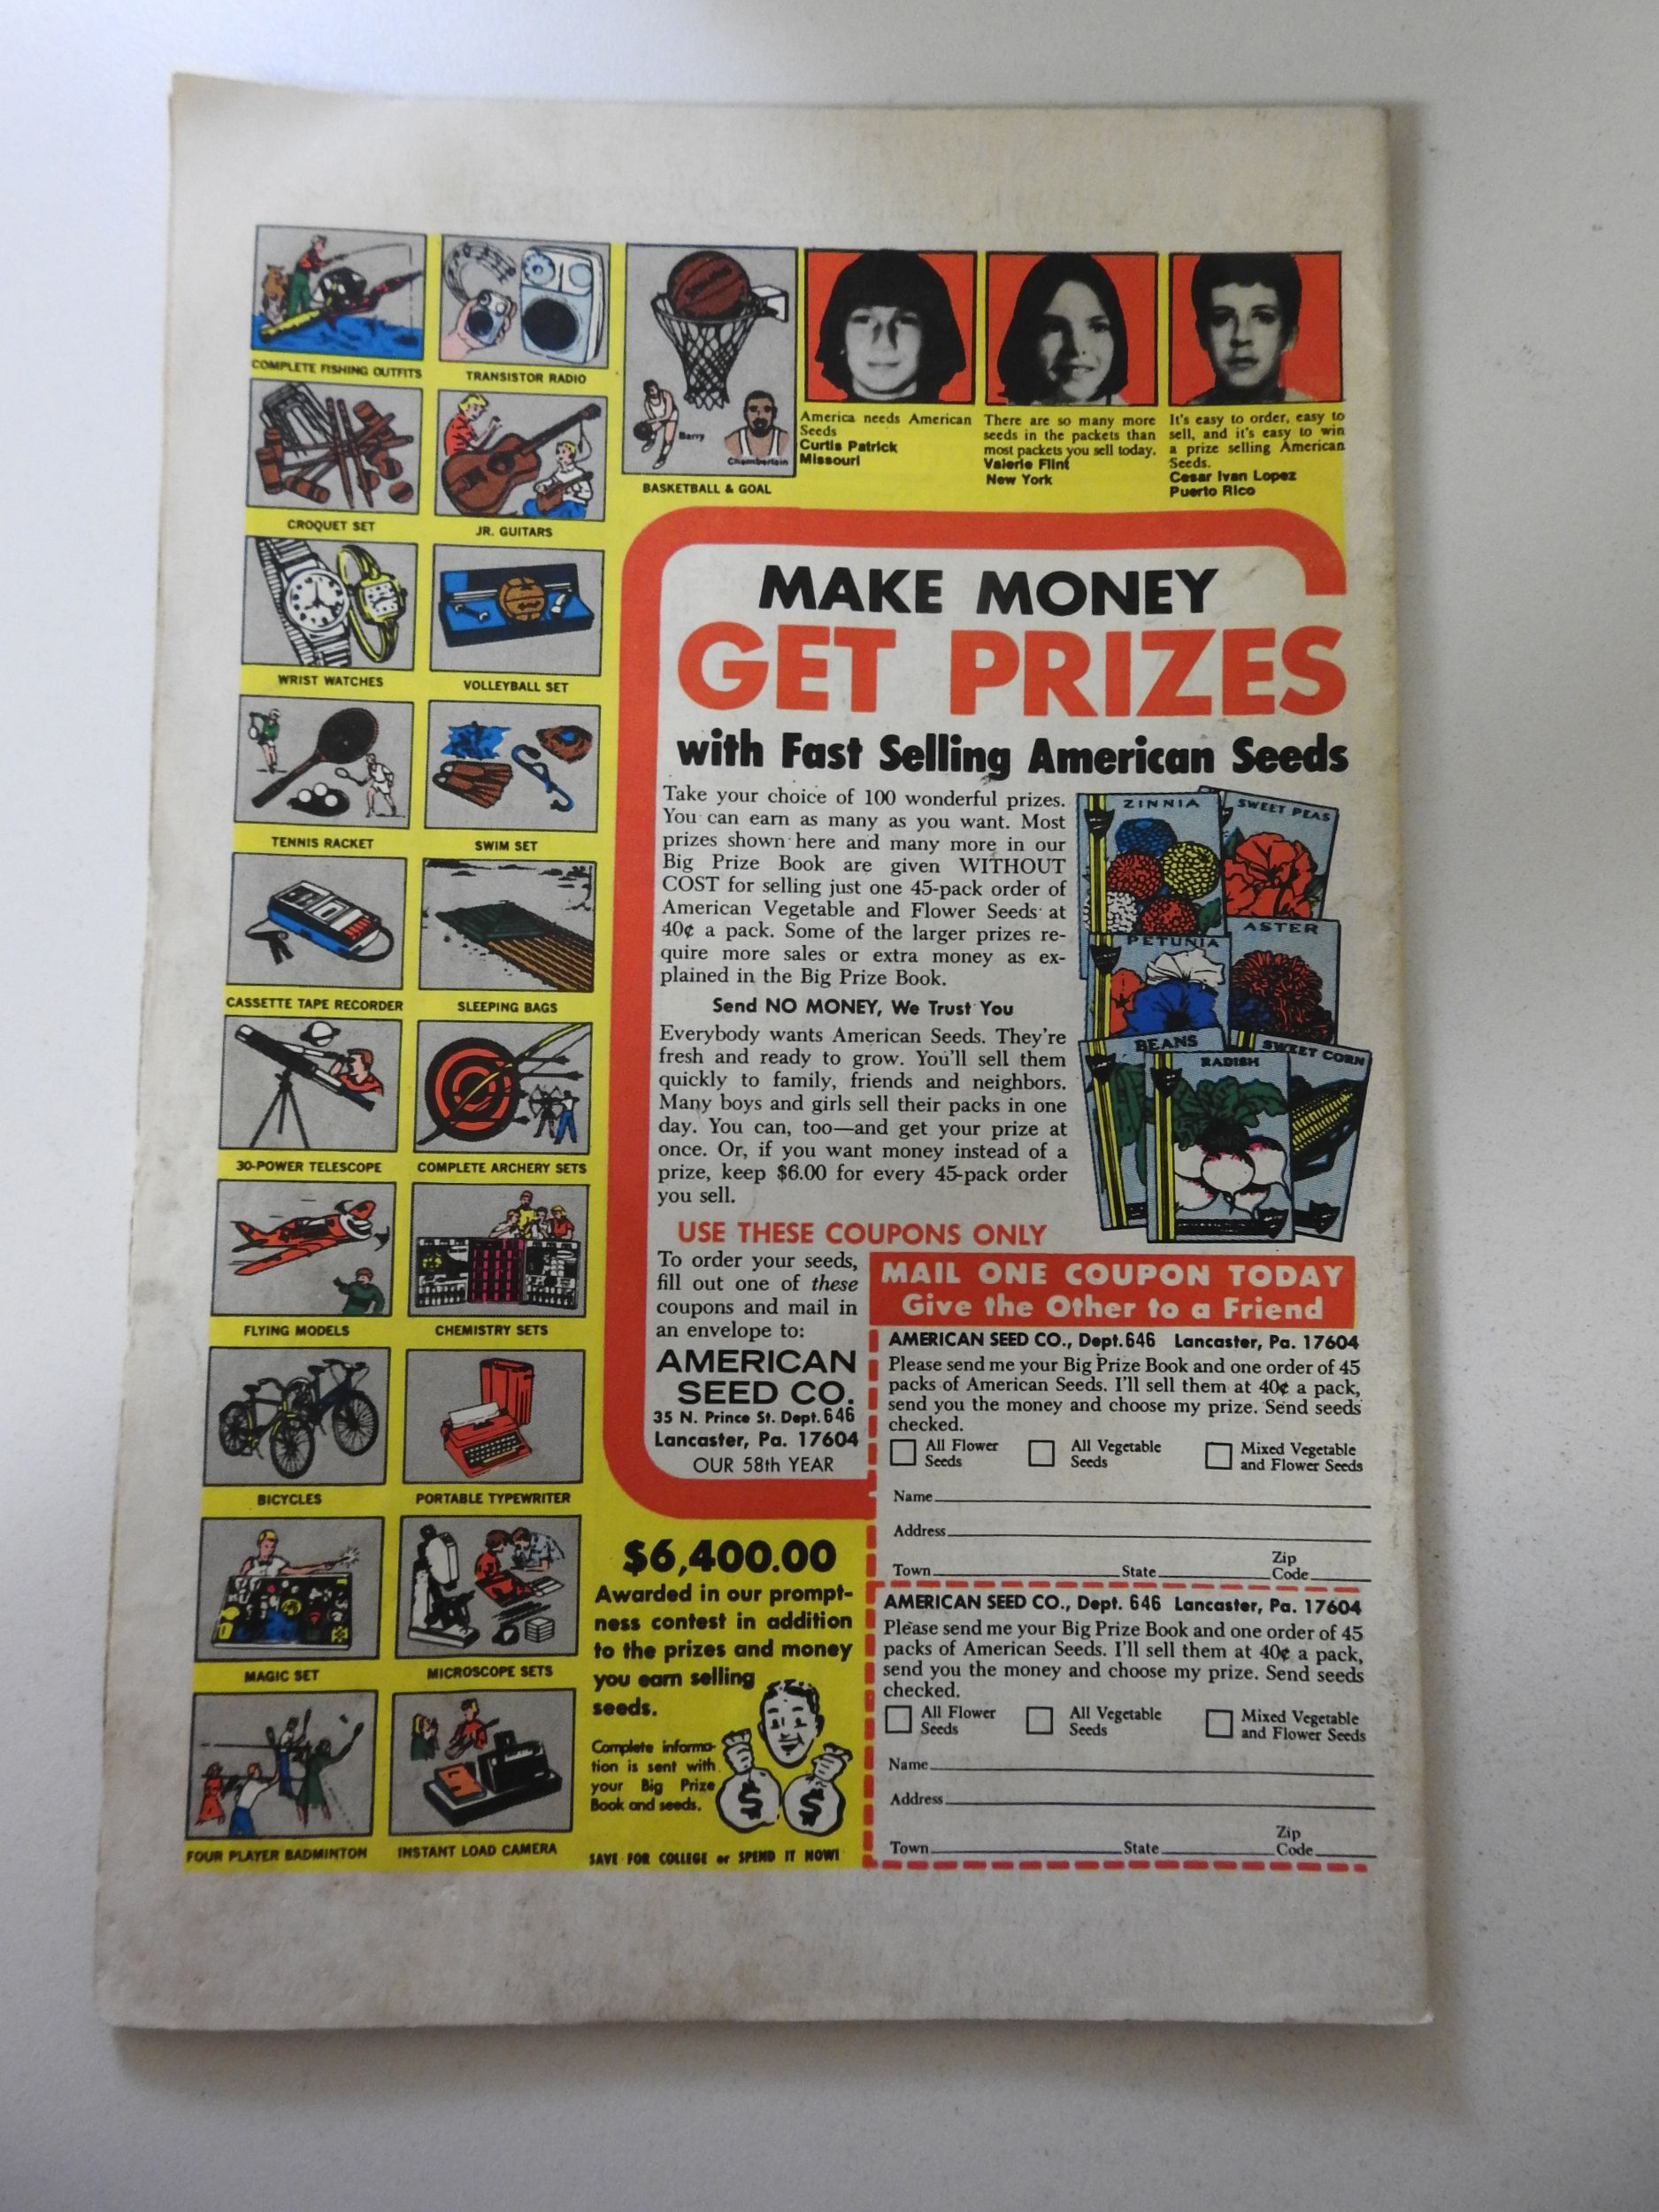 COMPLETE FISHING OUTFITS
TRANSISTOR RADIO
CROQUET SET
JR. GUITARS
WRIST WATCHES
VOLLEYBALL SET
TENNIS RACKET
SWIM SET
CASSETTE TAPE RECORDER
SLEEPING BAGS
30-POWER TELESCOPE
COMPLETE ARCHERY SETS
FLYING MODELS
CHEMISTRY SETS
BICYCLES
PORTABLE TYPEWRITER
MAGIC SET
MICROSCOPE SETS
FOUR PLAYER BADMINTON
INSTANT LOAD CAMERA
Barry
Chamberlain
BASKETBALL & GOAL
America needs American
Seeds
Curtis Patrick
Missouri
There are so many more
seeds in the packets than
most packets you sell today.
Valerie Flint
New York
It's easy to order, easy to
sell, and it's easy to win
a prize selling American
Seeds.
Cesar Ivan Lopez
Puerto Rico
MAKE MONEY
GET PRIZES
with Fast Selling American Seeds
Take your choice of 100 wonderful prizes.
You can earn as many as you want. Most
prizes shown here and many more in our
Big Prize Book are given WITHOUT
COST for selling just one 45-pack order of
American Vegetable and Flower Seeds at
40¢ a pack. Some of the larger prizes re-
quire more sales or extra money as ex-
plained in the Big Prize Book.
Send NO MONEY, We Trust You
Everybody wants American Seeds. They're
fresh and ready to grow. You'll sell them
quickly to family, friends and neighbors.
Many boys and girls sell their packs in one
day. You can, too—and get your prize at
once. Or, if you want money instead of a
prize, keep $6.00 for every 45-pack order
you sell.
ZINNIA
SWEET PEAS
PETUNIA
ASTER
BEANS
RADISH
SWEET CORN
USE THESE COUPONS ONLY
To order your seeds,
fill out one of these
coupons and mail in
an envelope to:
AMERICAN
SEED CO.
35 N. Prince St. Dept. 646
Lancaster, Pa. 17604
OUR 58th YEAR
MAIL ONE COUPON TODAY
Give the Other to a Friend
AMERICAN SEED CO., Dept. 646 Lancaster, Pa. 17604
Please send me your Big Prize Book and one order of 45
packs of American Seeds. I'll sell them at 40¢ a pack,
send you the money and choose my prize. Send seeds
checked.
All Flower Seeds
All Vegetable Seeds
Mixed Vegetable and Flower Seeds
Name
Address
Town State Zip Code
AMERICAN SEED CO., Dept. 646 Lancaster, Pa. 17604
Please send me your Big Prize Book and one order of 45
packs of American Seeds. I'll sell them at 40¢ a pack,
send you the money and choose my prize. Send seeds
checked.
All Flower Seeds
All Vegetable Seeds
Mixed Vegetable and Flower Seeds
Name
Address
Town State Zip Code
$6,400.00
Awarded in our prompt-
ness contest in addition
to the prizes and money
you earn selling
seeds.
Complete informa-
tion is sent with
your Big Prize
Book and seeds.
$ $
SAVE FOR COLLEGE or SPEND IT NOW!